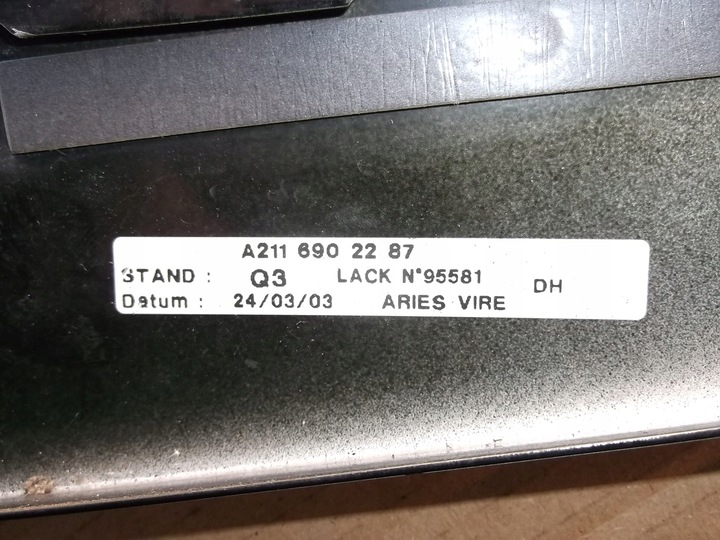 A211 690 22 87
STAND : Q3 LACK N°95581 DH
Datum : 24/03/03 ARIES VIRE